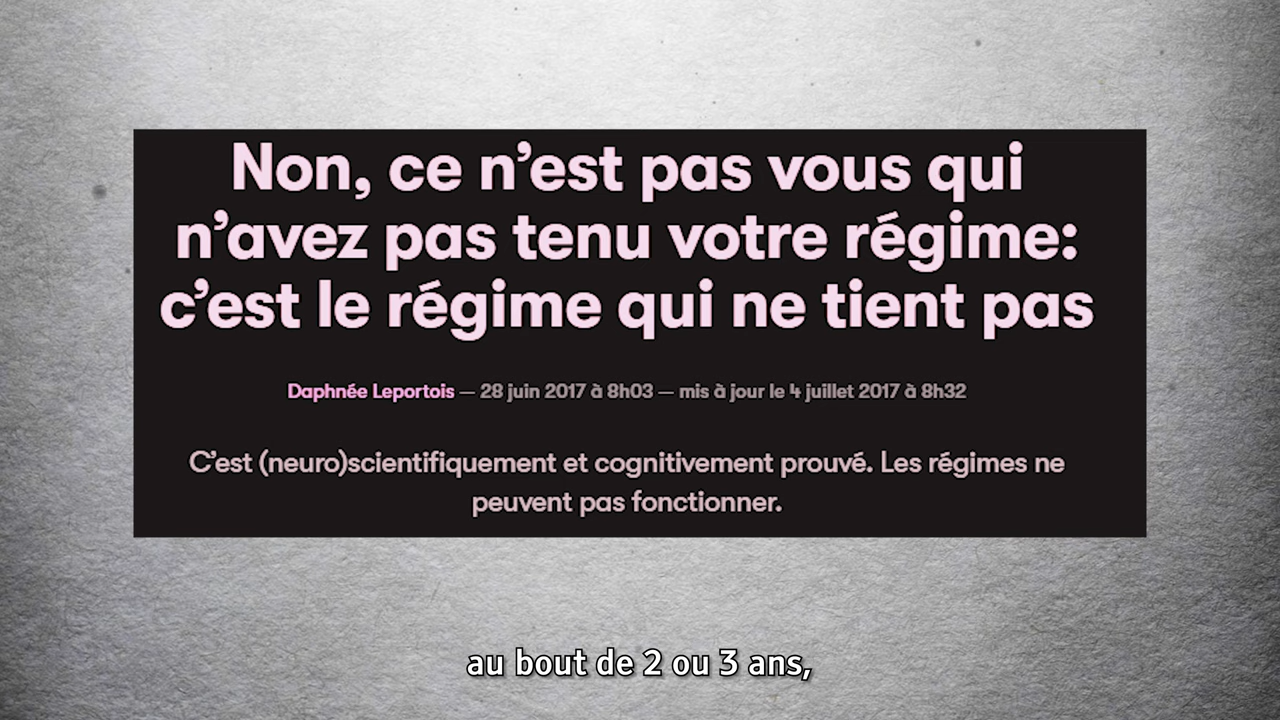 Non, ce n’est pas vous qui
n’avez pas tenu votre régime:
c’est le régime qui ne tient pas
Daphnée Leportois — 28 juin 2017 à 8h03 — mis à jour le 4 juillet 2017 à 8h32
C’est (neuro)scientifiquement et cognitivement prouvé. Les régimes ne
peuvent pas fonctionner.
au bout de 2 ou 3 ans,